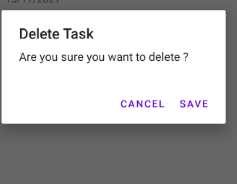 Delete Task
Are you sure you want to delete ?
CANCEL SAVE